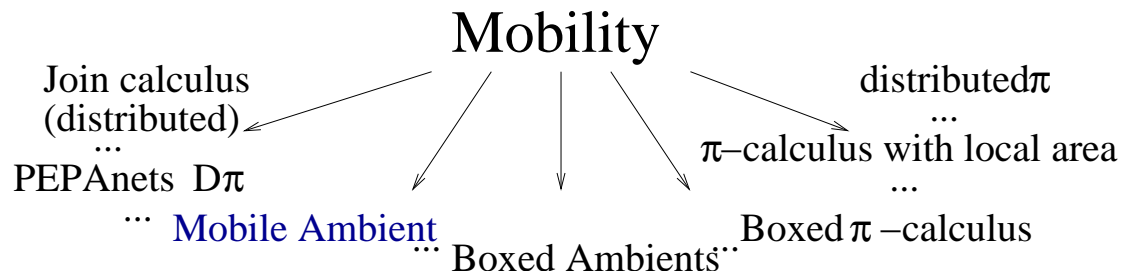 Mobility
Join calculus
(distributed)
...
PEPAnets Dπ
...
Mobile Ambient
...
Boxed Ambients
...
distributedπ
...
π−calculus with local area
...
Boxed π −calculus